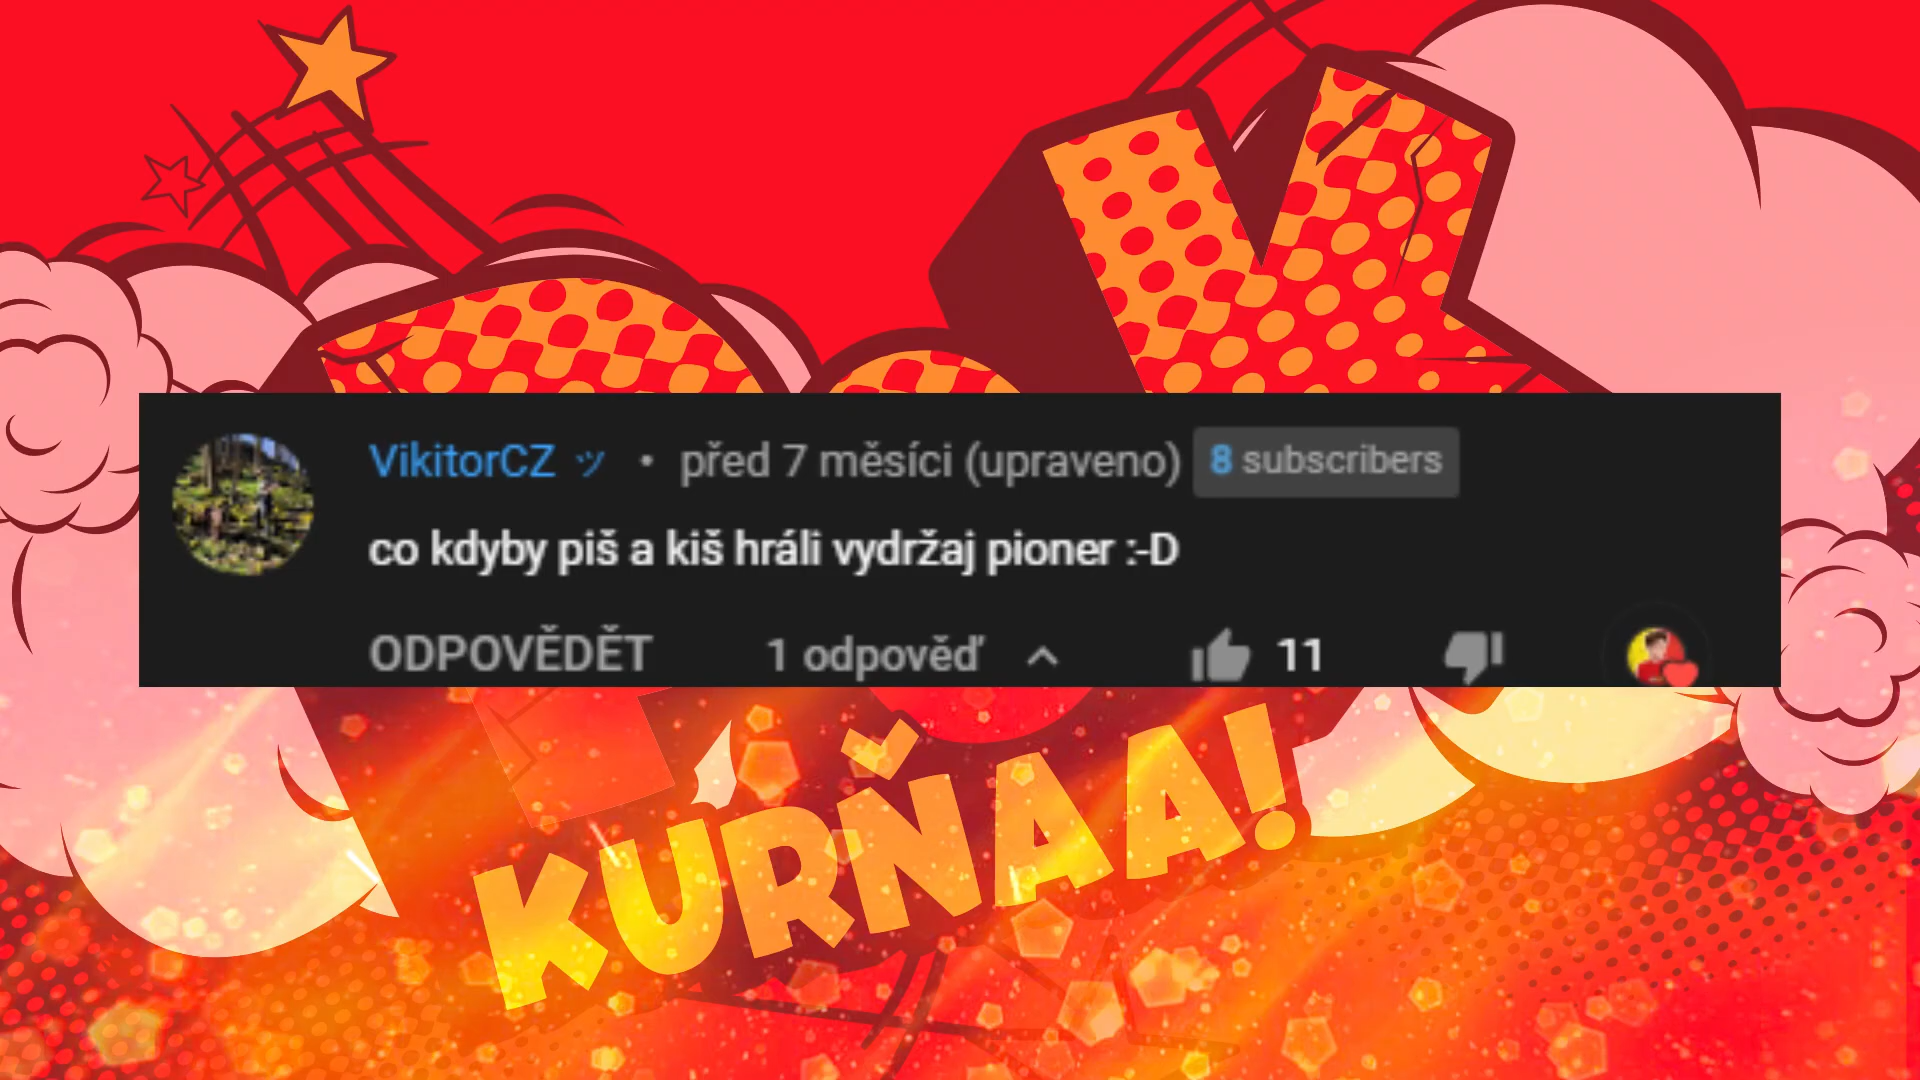 VikitorCZ ツ • před 7 měsíci (upraveno) 8 subscribers
co kdyby piš a kiš hráli vydržaj pioner :-D
ODPOVĚDĚT 1 odpověď 11
KURŇAA!